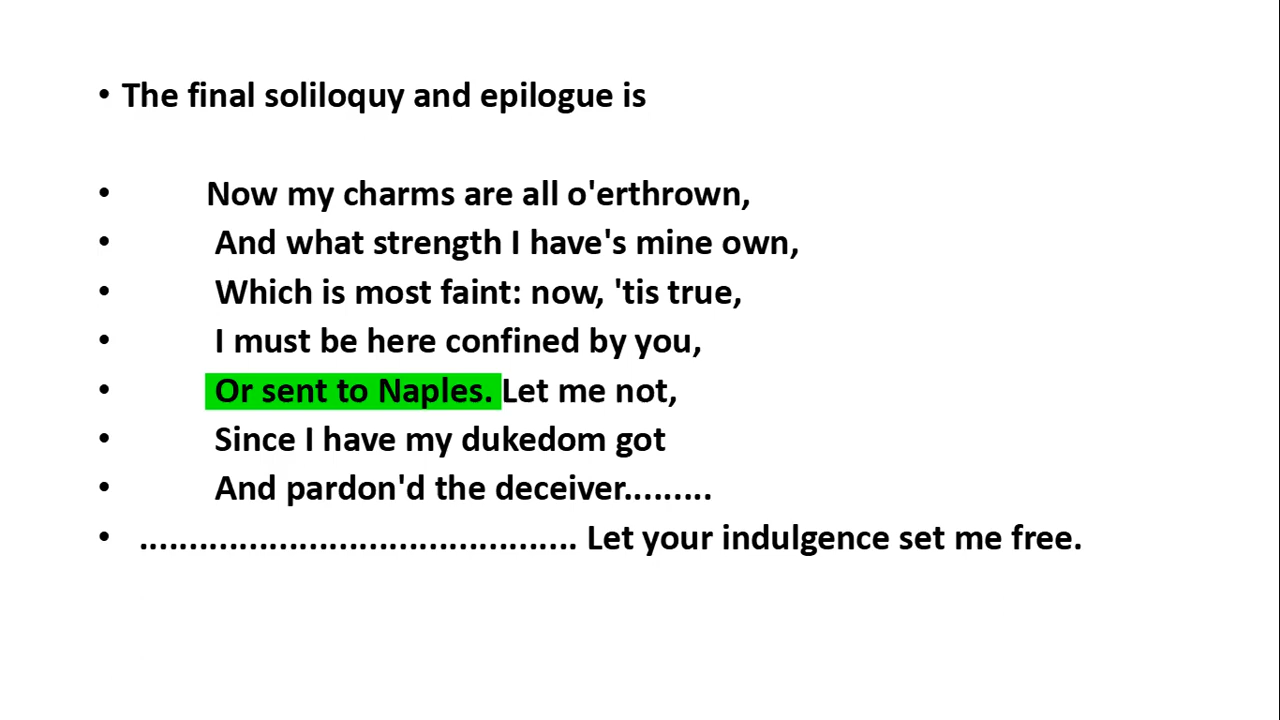 • The final soliloquy and epilogue is
• Now my charms are all o'erthrown,
• And what strength I have's mine own,
• Which is most faint: now, 'tis true,
• I must be here confined by you,
• Or sent to Naples. Let me not,
• Since I have my dukedom got
• And pardon'd the deceiver.........
• ............................................ Let your indulgence set me free.